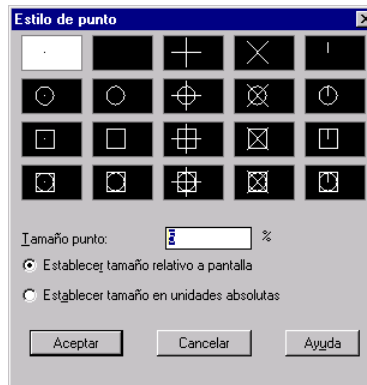 Estilo de punto
Tamaño punto: %
Establecer tamaño relativo a pantalla
Establecer tamaño en unidades absolutas
Aceptar Cancelar Ayuda